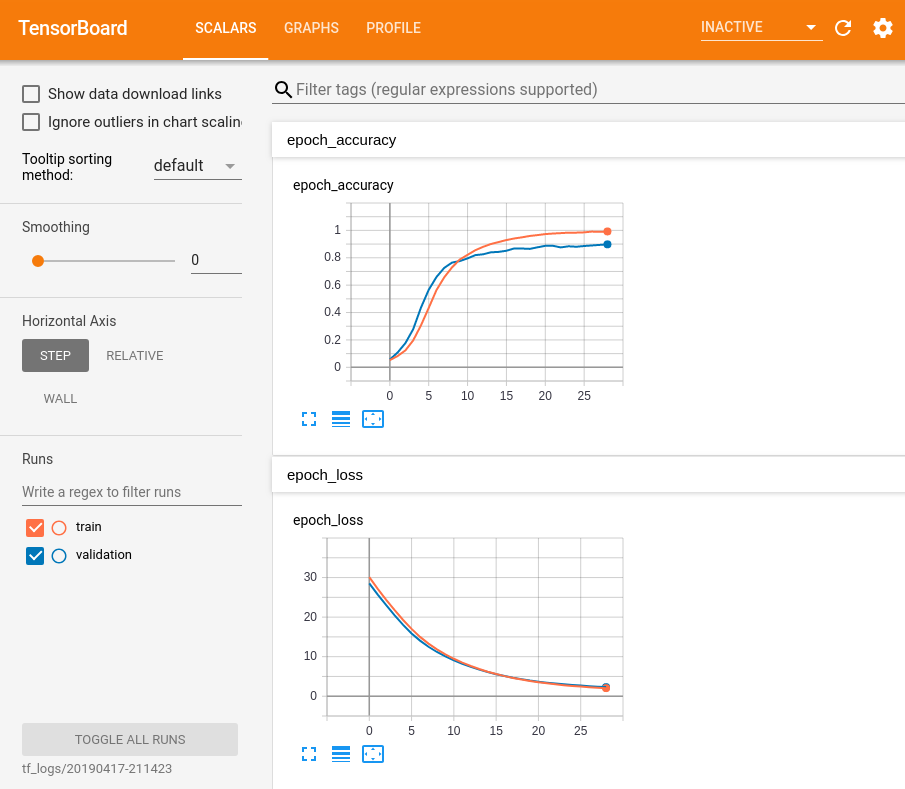 TensorBoard
SCALARS GRAPHS PROFILE
INACTIVE
Show data download links
Ignore outliers in chart scalin
Tooltip sorting
method:
default
Smoothing
0
Horizontal Axis
STEP RELATIVE
WALL
Runs
Write a regex to filter runs
train
validation
TOGGLE ALL RUNS
tf_logs/20190417-211423
Filter tags (regular expressions supported)
epoch_accuracy
epoch_accuracy
1
0.8
0.6
0.4
0.2
0
0 5 10 15 20 25
epoch_loss
epoch_loss
30
20
10
0
0 5 10 15 20 25